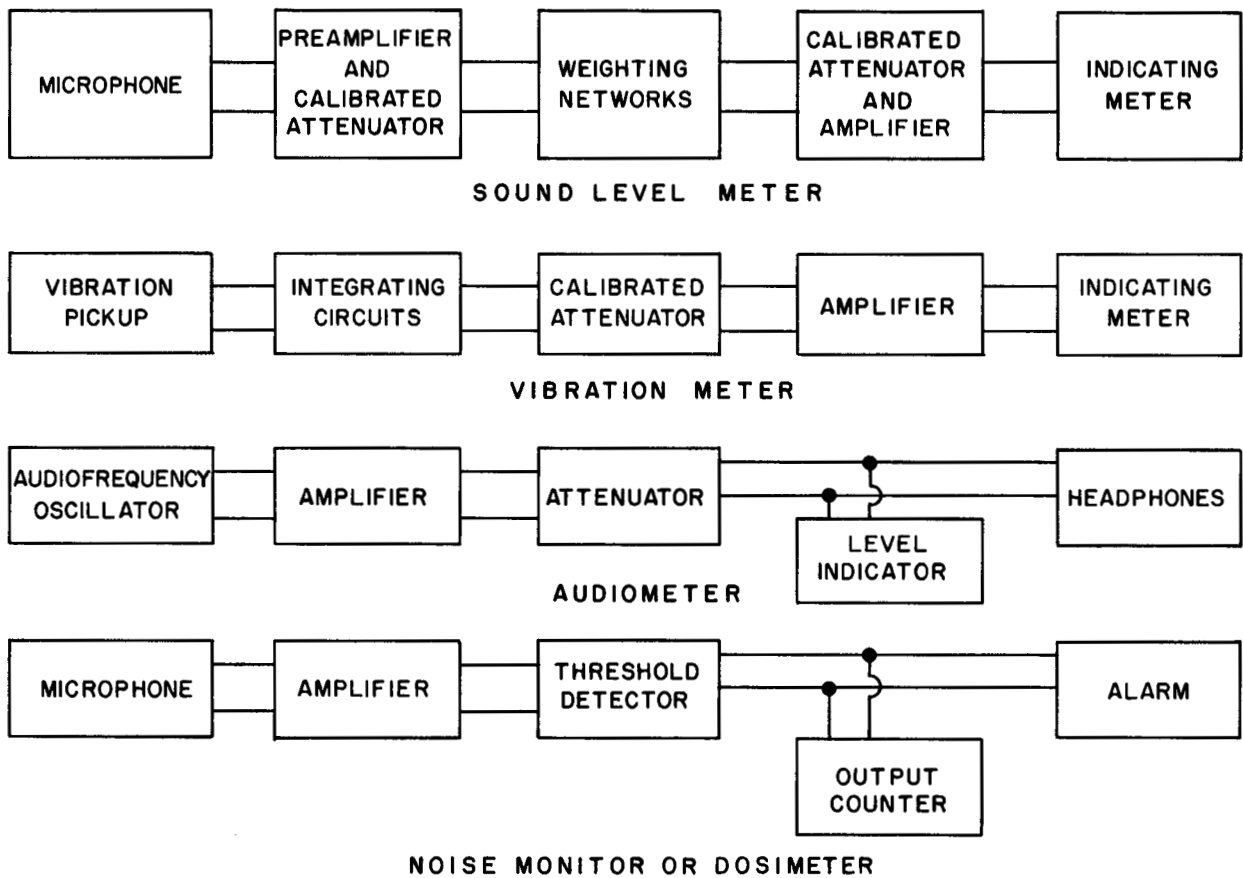 MICROPHONE
PREAMPLIFIER
AND
CALIBRATED
ATTENUATOR
WEIGHTING
NETWORKS
CALIBRATED
ATTENUATOR
AND
AMPLIFIER
INDICATING
METER
SOUND LEVEL METER
VIBRATION
PICKUP
INTEGRATING
CIRCUITS
CALIBRATED
ATTENUATOR
AMPLIFIER
INDICATING
METER
VIBRATION METER
AUDIOFREQUENCY
OSCILLATOR
AMPLIFIER
ATTENUATOR
LEVEL
INDICATOR
HEADPHONES
AUDIOMETER
MICROPHONE
AMPLIFIER
THRESHOLD
DETECTOR
OUTPUT
COUNTER
ALARM
NOISE MONITOR OR DOSIMETER